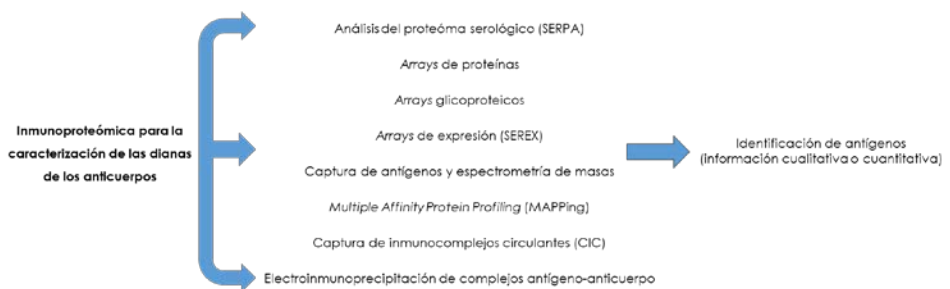 Análisis del proteóma serológico (SERPA)
Arrays de proteínas
Arrays glicoproteicos
Inmunoproteómica para la
caracterización de las dianas
de los anticuerpos
Arrays de expresión (SEREX)
Captura de antígenos y espectrometría de masas
Multiple Affinity Protein Profiling (MAPPing)
Captura de inmunocomplejos circulantes (CIC)
Electroinmunoprecipitación de complejos antígeno-anticuerpo
Identificación de antígenos
(información cualitativa o cuantitativa)